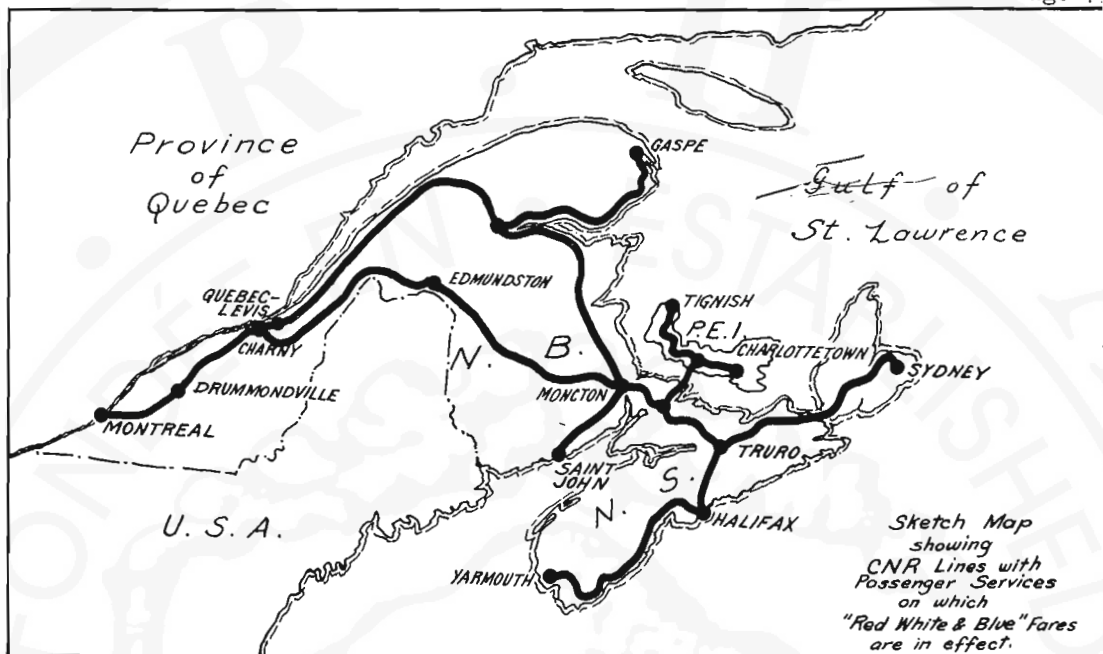 Province
of
Quebec
GASPE
Gulf of
St. Lawrence
EDMUNDSTON
QUEBEC-
LEVIS
CHARNY
TIGNISH
P.E.I.
CHARLOTTETOWN
SYDNEY
N. B.
MONCTON
DRUMMONDVILLE
MONTREAL
TRURO
SAINT
JOHN
N. S.
HALIFAX
U. S. A.
YARMOUTH
Sketch Map
showing
CNR Lines with
Passenger Services
on which
"Red White & Blue" Fares
are in effect.